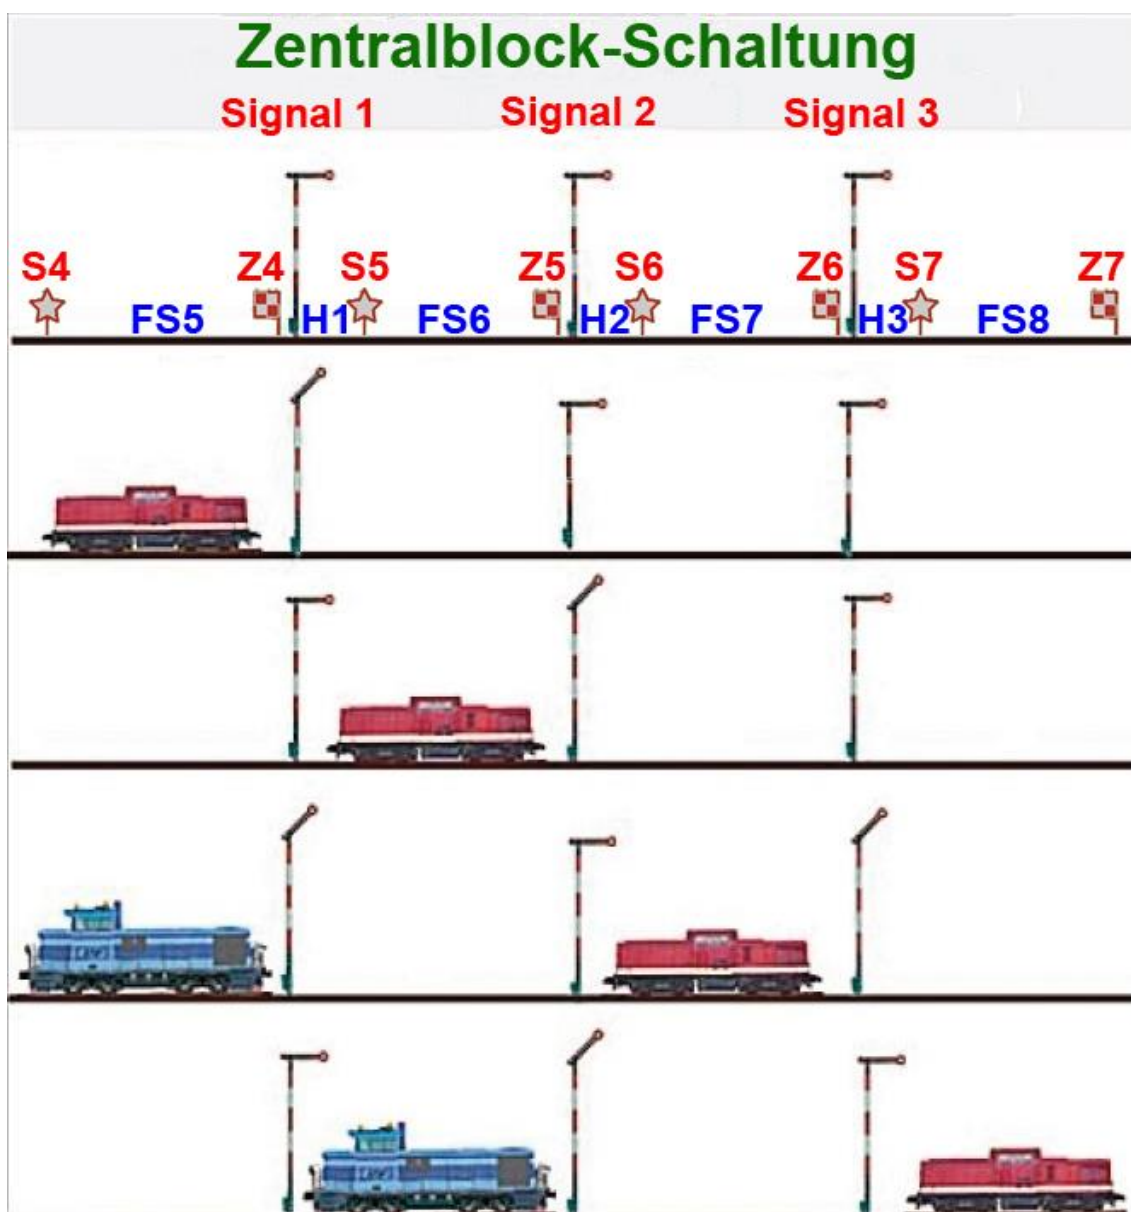 Zentralblock-Schaltung
Signal 1 Signal 2 Signal 3
S4 Z4 S5 Z5 S6 Z6 S7 Z7
FS5 H1 FS6 H2 FS7 H3 FS8